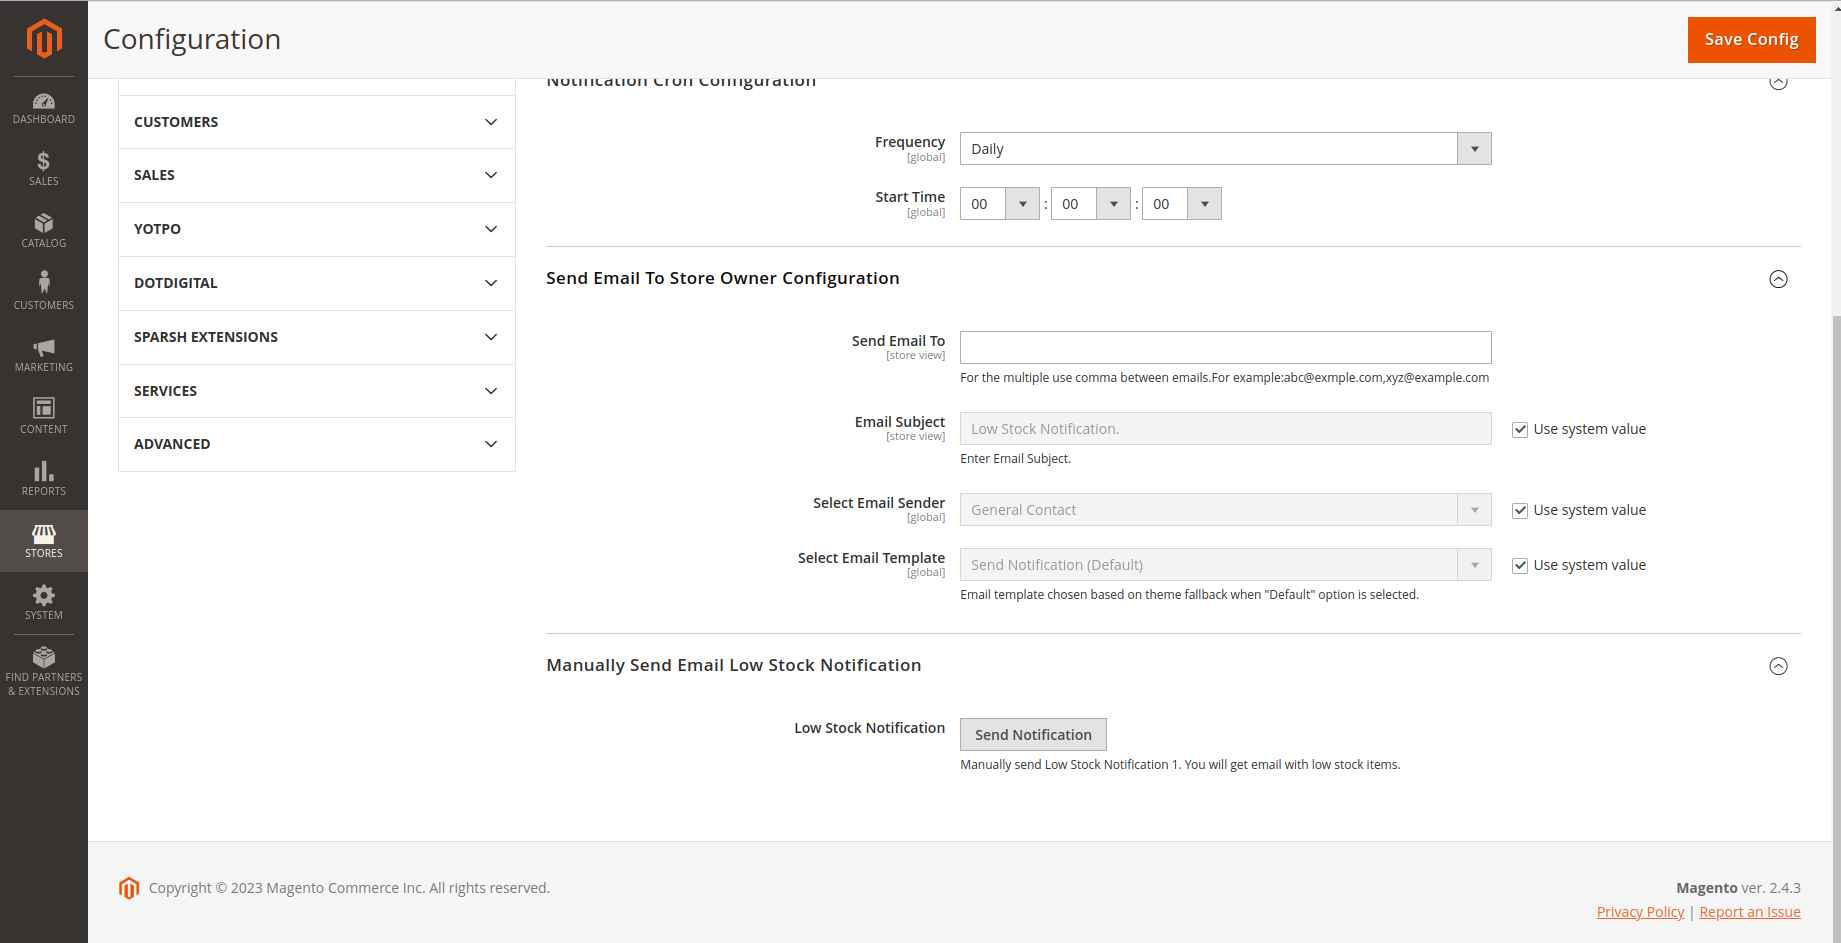 Configuration
Save Config
DASHBOARD
SALES
CATALOG
CUSTOMERS
MARKETING
CONTENT
REPORTS
STORES
SYSTEM
FIND PARTNERS
& EXTENSIONS
CUSTOMERS
SALES
YOTPO
DOTDIGITAL
SPARSH EXTENSIONS
SERVICES
ADVANCED
Notification Cron Configuration
Frequency
[global]
Daily
Start Time
[global]
00 : 00 : 00
Send Email To Store Owner Configuration
Send Email To
[store view]
For the multiple use comma between emails.For example:abc@exmple.com,xyz@example.com
Email Subject
[store view]
Low Stock Notification.
Use system value
Enter Email Subject.
Select Email Sender
[global]
General Contact
Use system value
Select Email Template
[global]
Send Notification (Default)
Use system value
Email template chosen based on theme fallback when "Default" option is selected.
Manually Send Email Low Stock Notification
Low Stock Notification
Send Notification
Manually send Low Stock Notification 1. You will get email with low stock items.
Copyright © 2023 Magento Commerce Inc. All rights reserved.
Magento ver. 2.4.3
Privacy Policy | Report an Issue